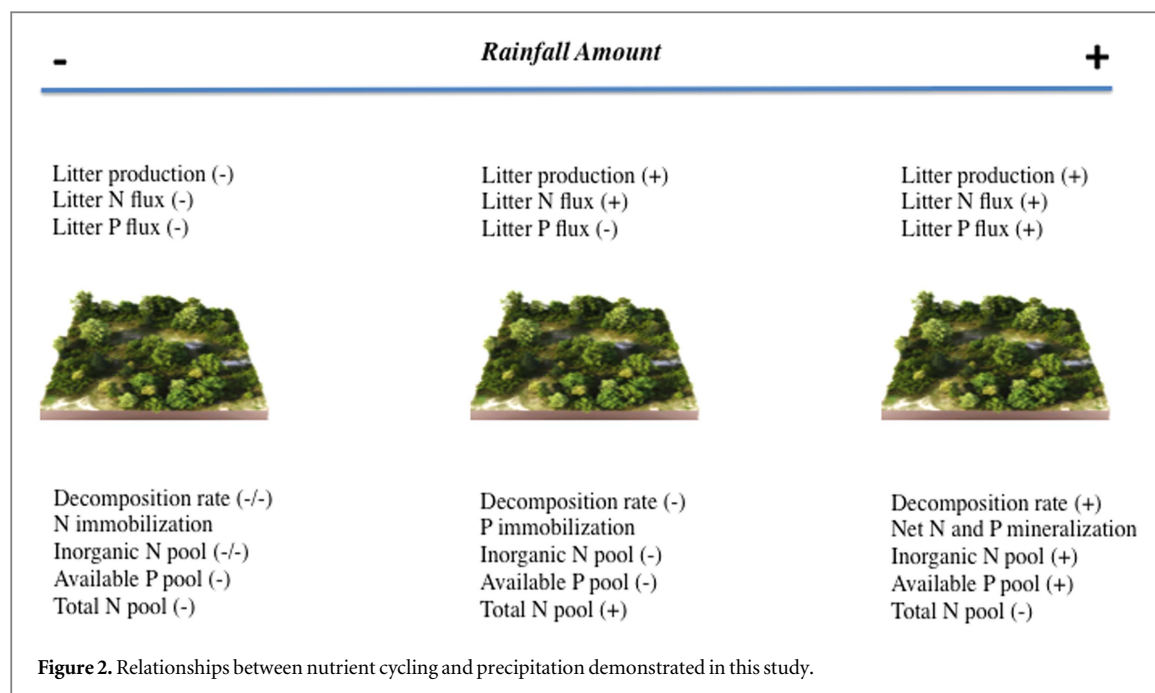 Rainfall Amount
- +
Litter production (-)
Litter N flux (-)
Litter P flux (-)
Litter production (+)
Litter N flux (+)
Litter P flux (-)
Litter production (+)
Litter N flux (+)
Litter P flux (+)
Decomposition rate (-/-)
N immobilization
Inorganic N pool (-/-)
Available P pool (-)
Total N pool (-)
Decomposition rate (-)
P immobilization
Inorganic N pool (-)
Available P pool (-)
Total N pool (+)
Decomposition rate (+)
Net N and P mineralization
Inorganic N pool (+)
Available P pool (+)
Total N pool (-)
Figure 2. Relationships between nutrient cycling and precipitation demonstrated in this study.